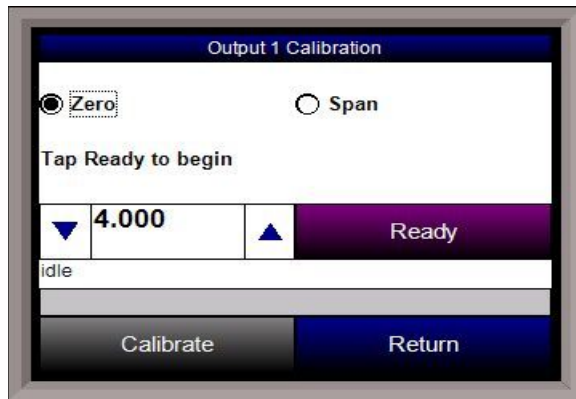 Output 1 Calibration
Zero Span
Tap Ready to begin
4.000 Ready
idle
Calibrate Return